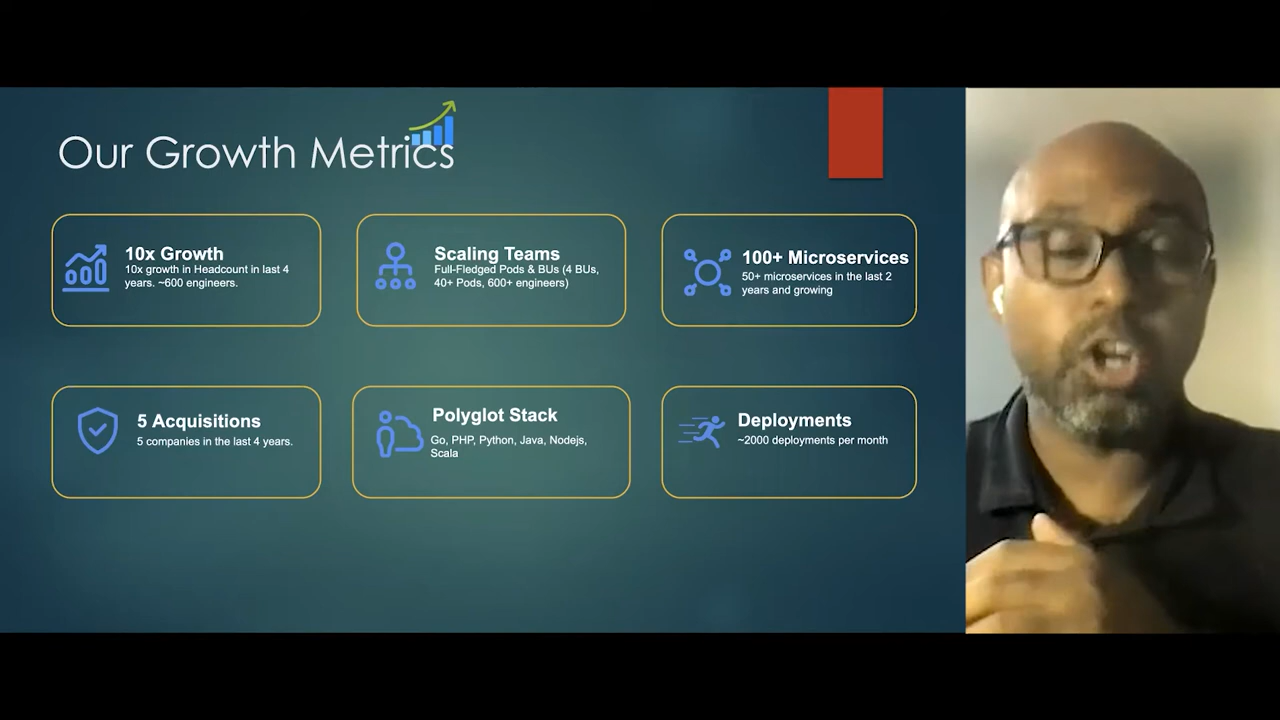 Our Growth Metrics
10x Growth
10x growth in Headcount in last 4
years. ~600 engineers.
Scaling Teams
Full-Fledged Pods & BUs (4 BUs,
40+ Pods, 600+ engineers)
100+ Microservices
50+ microservices in the last 2
years and growing
5 Acquisitions
5 companies in the last 4 years.
Polyglot Stack
Go, PHP, Python, Java, Nodejs,
Scala
Deployments
~2000 deployments per month